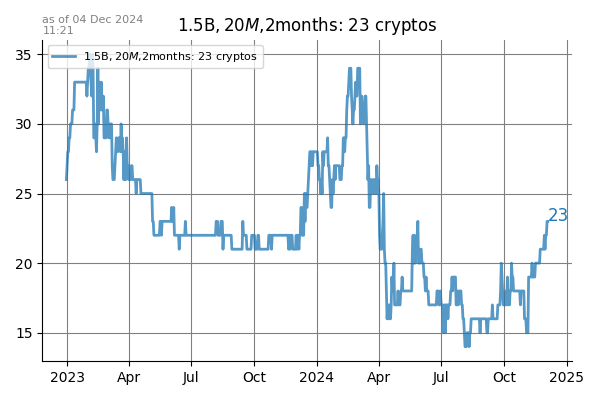 as of 04 Dec 2024
11:21
1.5B, 20M,2months: 23 cryptos
1.5B, 20M,2months: 23 cryptos
35
30
25
20
15
23
2023 Apr Jul Oct 2024 Apr Jul Oct 2025